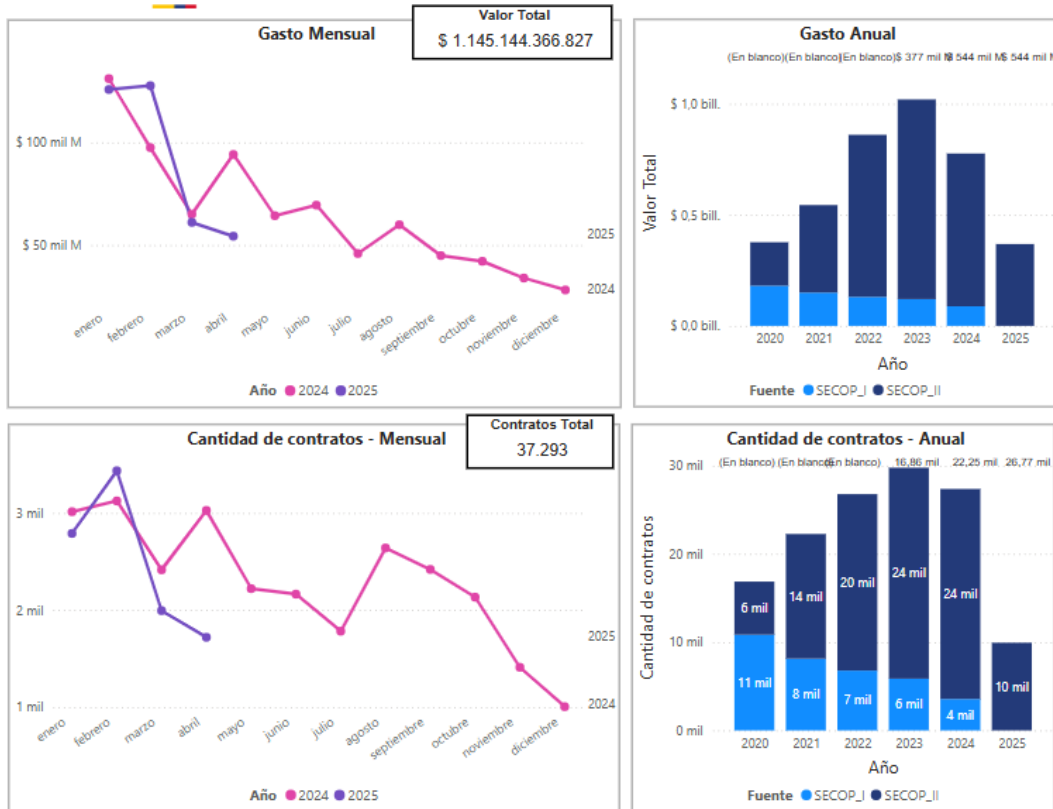 Gasto Mensual
Valor Total
$ 1.145.144.366.827
$ 100 mil M
$ 50 mil M
2025
2024
enero
febrero
marzo
abril
mayo
junio
julio
agosto
septiembre
octubre
noviembre
diciembre
Año 2024 2025
Gasto Anual
(En blanco) (En blanco) (En blanco) $ 377 mil $ 544 mil M $ 544 mil M
$ 1,0 bill.
$ 0,5 bill.
$ 0,0 bill.
Valor Total
2020 2021 2022 2023 2024 2025
Año
Fuente SECOP_I SECOP_II
Cantidad de contratos - Mensual
Contratos Total
37.293
3 mil
2 mil
1 mil
2025
2024
enero
febrero
marzo
abril
mayo
junio
julio
agosto
septiembre
octubre
noviembre
diciembre
Año 2024 2025
Cantidad de contratos - Anual
(En blanco) (En blanco) (En blanco) 16,86 mil 22,25 mil 26,77 mil
30 mil
20 mil
10 mil
0 mil
Cantidad de contratos
6 mil 14 mil 20 mil 24 mil 24 mil
11 mil 8 mil 7 mil 6 mil 4 mil 10 mil
2020 2021 2022 2023 2024 2025
Año
Fuente SECOP_I SECOP_II